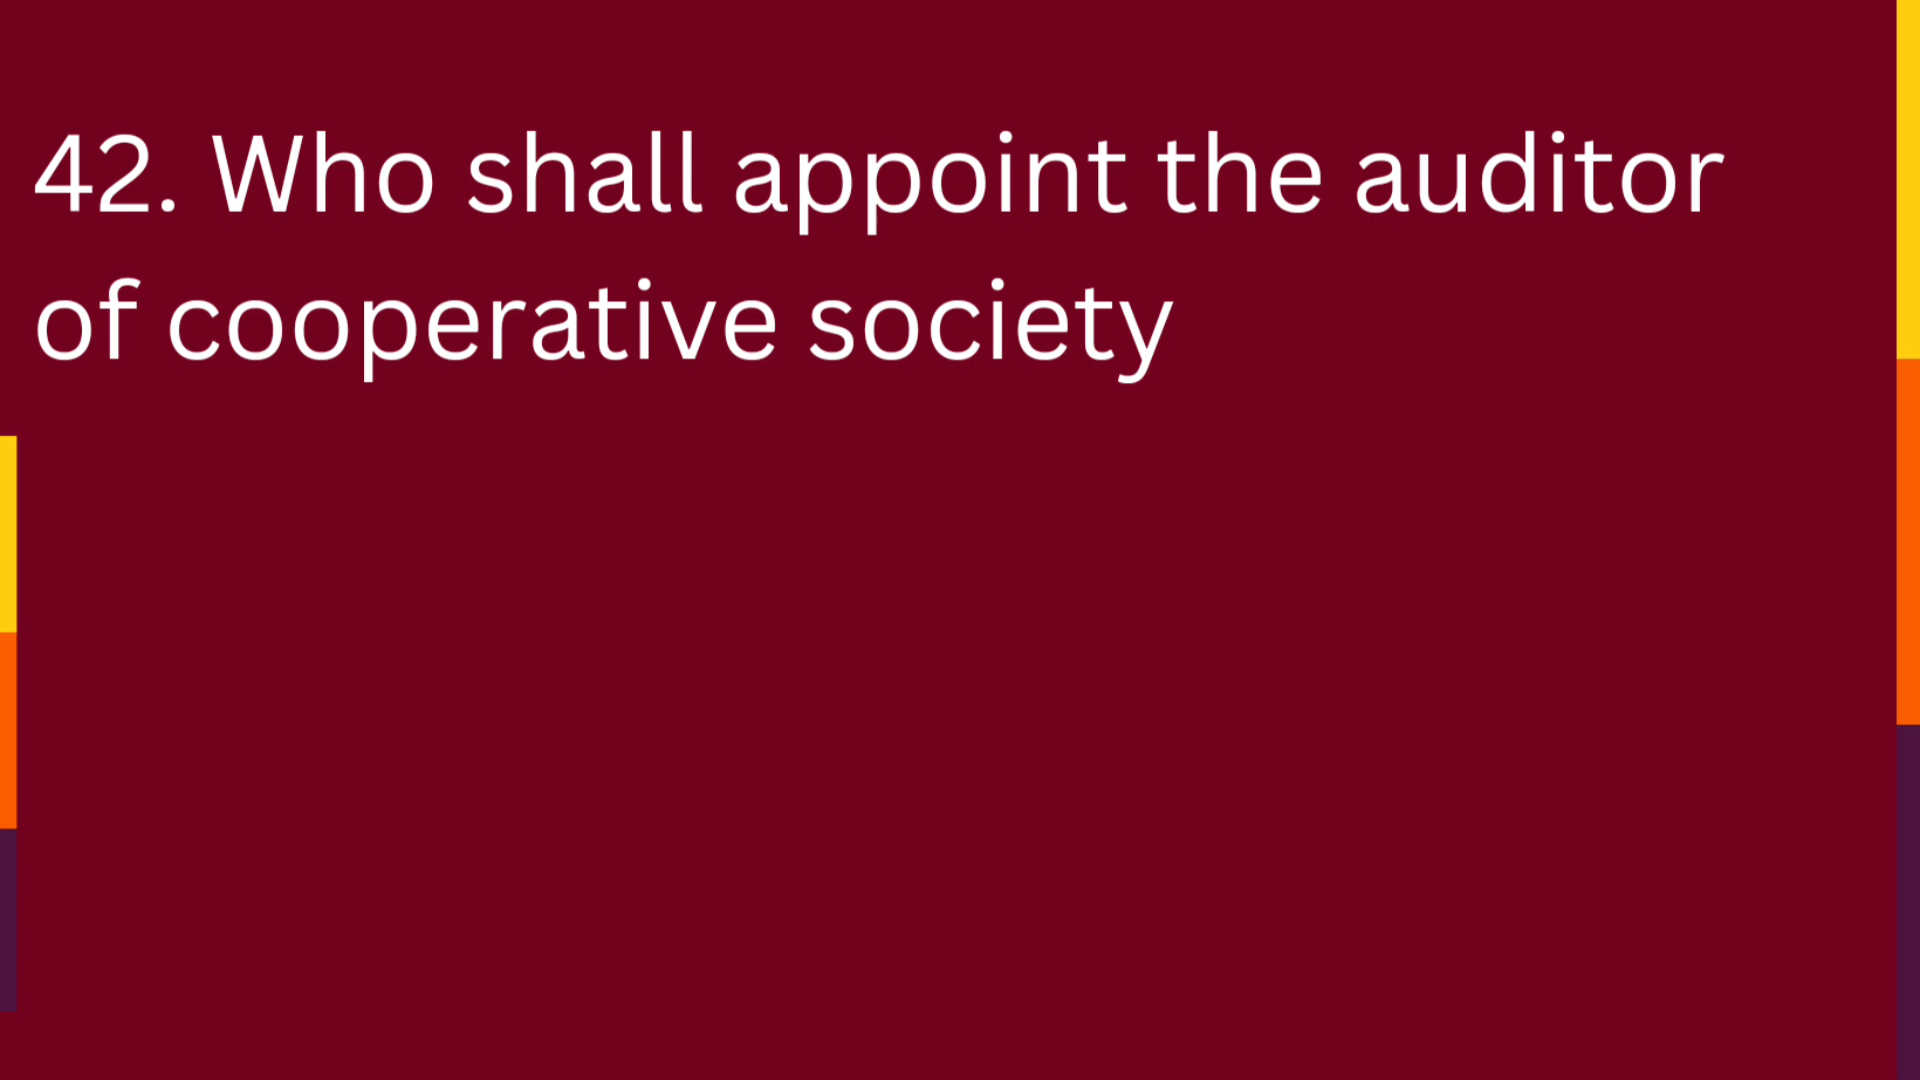 42. Who shall appoint the auditor
of cooperative society